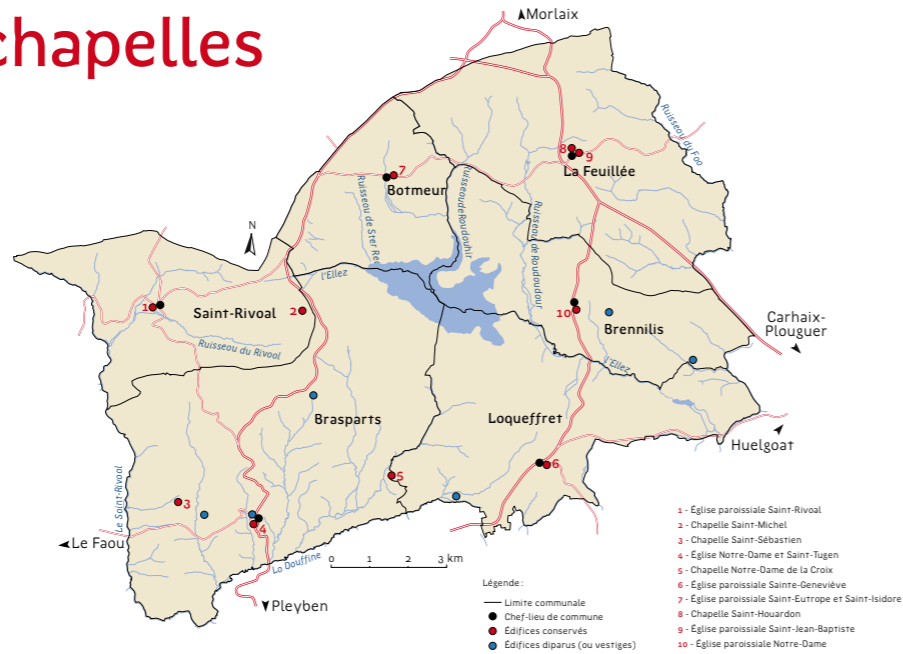 chapelles
Morlaix
Ruisseau du Foo
8
9
La Feuillée
7
Botmeur
Ruisseau de Roudouhir
Ruisseau de Ster Red
Ruisseau de Roudoudour
N
l'Ellez
1
Saint-Rivoal
2
10
Brennilis
Carhaix-
Plouguer
Ruisseau du Rivoal
l'Ellez
Brasparts
Loqueffret
Huelgoat
Le Saint-Rivoal
3
5
6
4
Le Faou
La Douffine
0 1 2 3 km
Pleyben
Légende :
Limite communale
Chef-lieu de commune
Édifices conservés
Édifices diparus (ou vestiges)
1 - Église paroissiale Saint-Rivoal
2 - Chapelle Saint-Michel
3 - Chapelle Saint-Sébastien
4 - Église Notre-Dame et Saint-Tugen
5 - Chapelle Notre-Dame de la Croix
6 - Église paroissiale Sainte-Geneviève
7 - Église paroissiale Saint-Eutrope et Saint-Isidore
8 - Chapelle Saint-Houardon
9 - Église paroissiale Saint-Jean-Baptiste
10 - Église paroissiale Notre-Dame